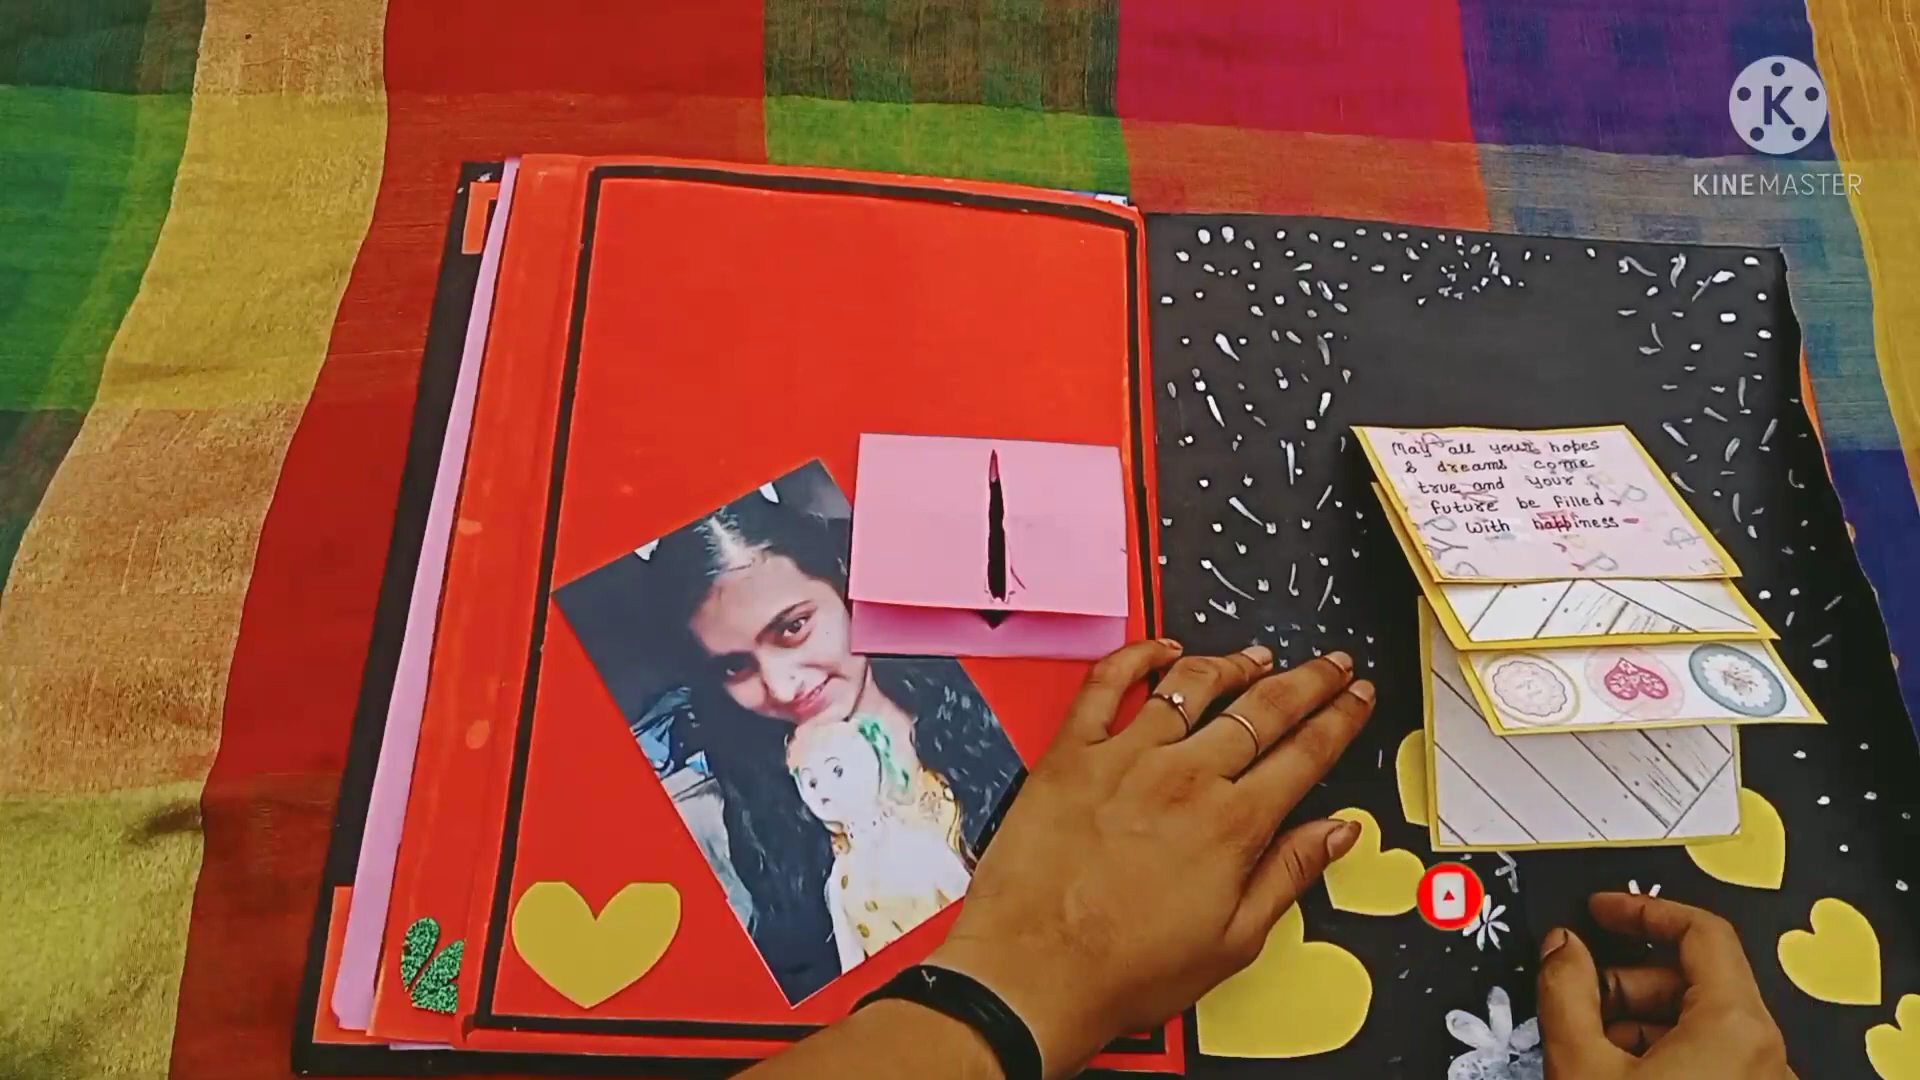 KINEMASTER
May all your hopes
& dreams come
true and your
future be filled
with happiness